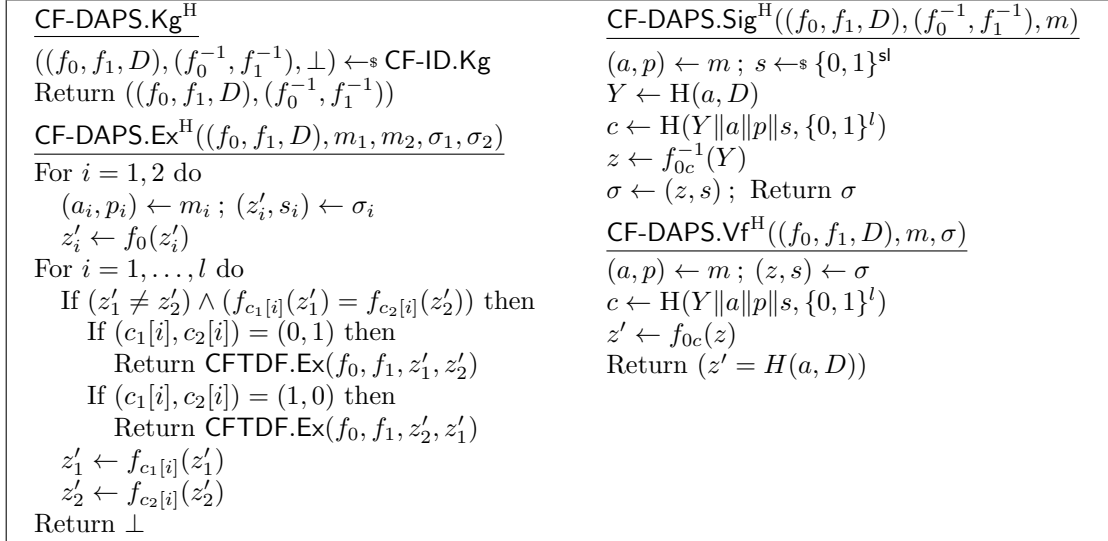 CF-DAPS.Kg^H
((f_0, f_1, D), (f_0^{-1}, f_1^{-1}), ⊥) ←$ CF-ID.Kg
Return ((f_0, f_1, D), (f_0^{-1}, f_1^{-1}))
CF-DAPS.Ex^H((f_0, f_1, D), m_1, m_2, σ_1, σ_2)
For i = 1, 2 do
(a_i, p_i) ← m_i ; (z'_i, s_i) ← σ_i
z'_i ← f_0(z'_i)
For i = 1, . . . , l do
If (z'_1 ≠ z'_2) ∧ (f_{c_1[i]}(z'_1) = f_{c_2[i]}(z'_2)) then
If (c_1[i], c_2[i]) = (0, 1) then
Return CFTDF.Ex(f_0, f_1, z'_1, z'_2)
If (c_1[i], c_2[i]) = (1, 0) then
Return CFTDF.Ex(f_0, f_1, z'_2, z'_1)
z'_1 ← f_{c_1[i]}(z'_1)
z'_2 ← f_{c_2[i]}(z'_2)
Return ⊥
CF-DAPS.Sig^H((f_0, f_1, D), (f_0^{-1}, f_1^{-1}), m)
(a, p) ← m ; s ←$ {0, 1}^{sl}
Y ← H(a, D)
c ← H(Y∥a∥p∥s, {0, 1}^l)
z ← f_{0c}^{-1}(Y)
σ ← (z, s) ; Return σ
CF-DAPS.Vf^H((f_0, f_1, D), m, σ)
(a, p) ← m ; (z, s) ← σ
c ← H(Y∥a∥p∥s, {0, 1}^l)
z' ← f_{0c}(z)
Return (z' = H(a, D))